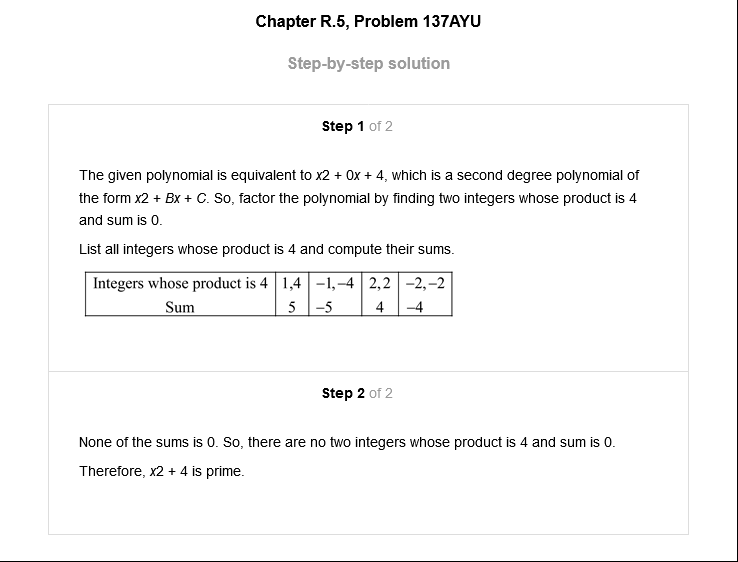 Chapter R.5, Problem 137AYU
Step-by-step solution
Step 1 of 2
The given polynomial is equivalent to x2 + 0x + 4, which is a second degree polynomial of
the form x2 + Bx + C. So, factor the polynomial by finding two integers whose product is 4
and sum is 0.
List all integers whose product is 4 and compute their sums.
Integers whose product is 4 1,4 −1,−4 2,2 −2,−2
Sum 5 −5 4 −4
Step 2 of 2
None of the sums is 0. So, there are no two integers whose product is 4 and sum is 0.
Therefore, x2 + 4 is prime.